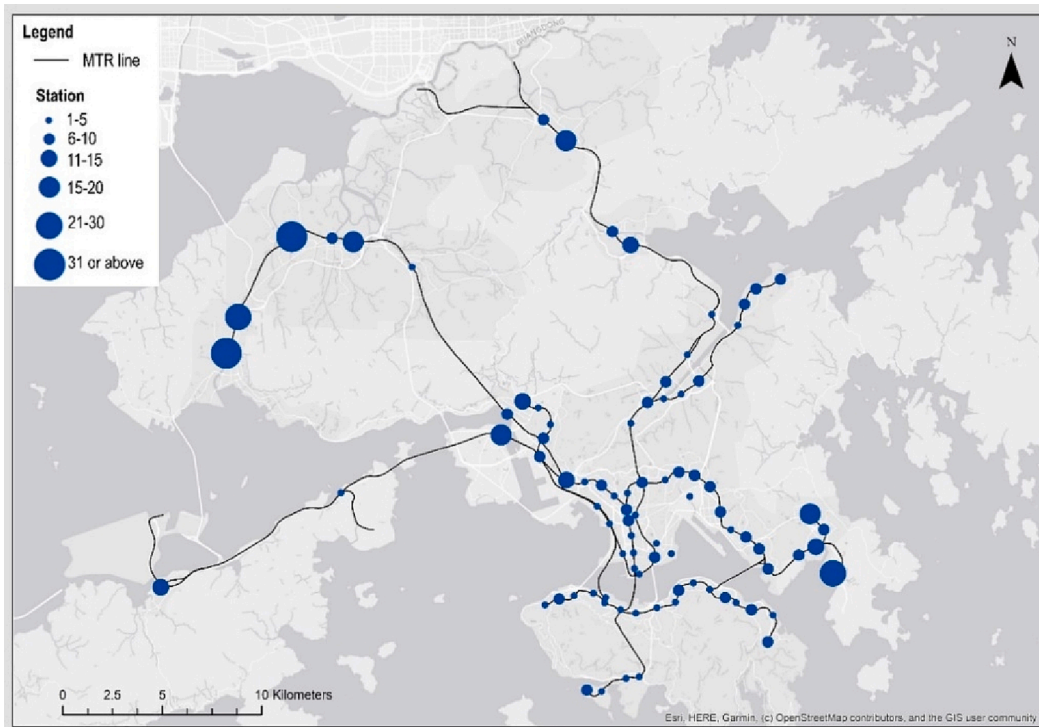 Legend
MTR line
Station
1-5
6-10
11-15
15-20
21-30
31 or above
N
0 2.5 5 10 Kilometers
Esri, HERE, Garmin, (c) OpenStreetMap contributors, and the GIS user community